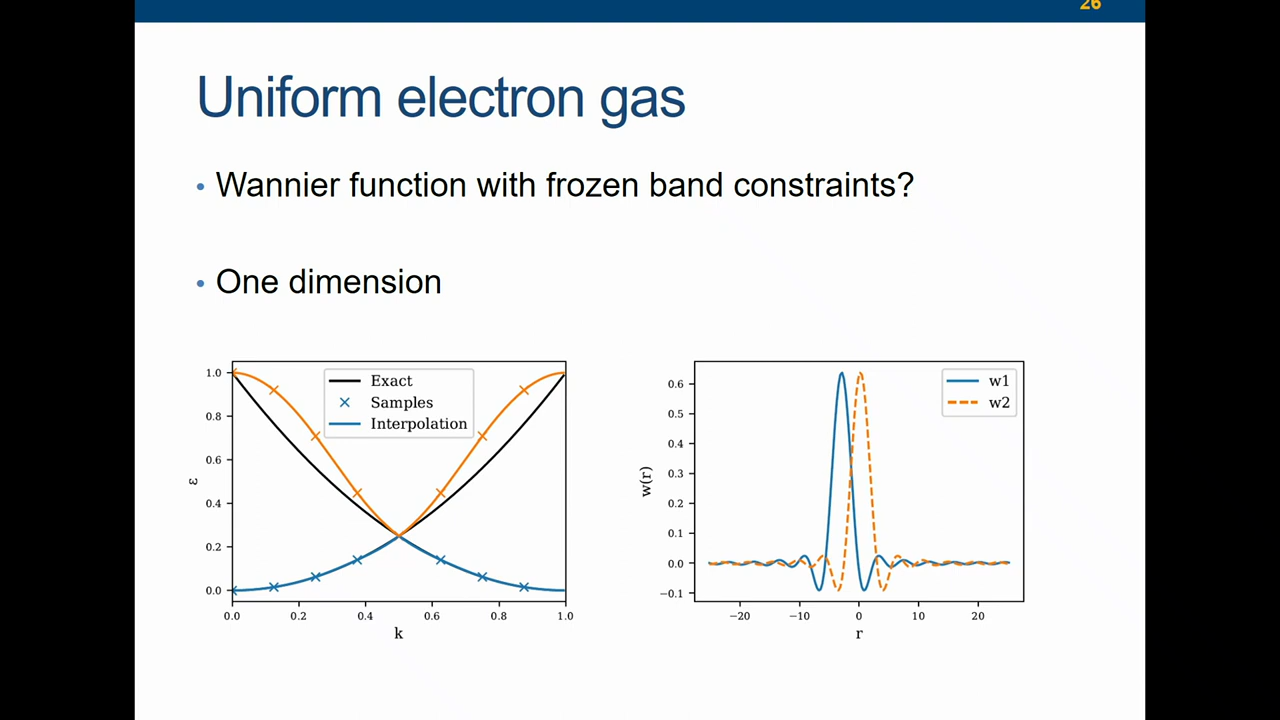 26
Uniform electron gas
• Wannier function with frozen band constraints?
• One dimension
1.0
0.8
0.6
0.4
0.2
0.0
ε
0.0 0.2 0.4 0.6 0.8 1.0
k
Exact
Samples
Interpolation
0.6
0.5
0.4
0.3
0.2
0.1
0.0
−0.1
w(r)
−20 −10 0 10 20
r
w1
w2